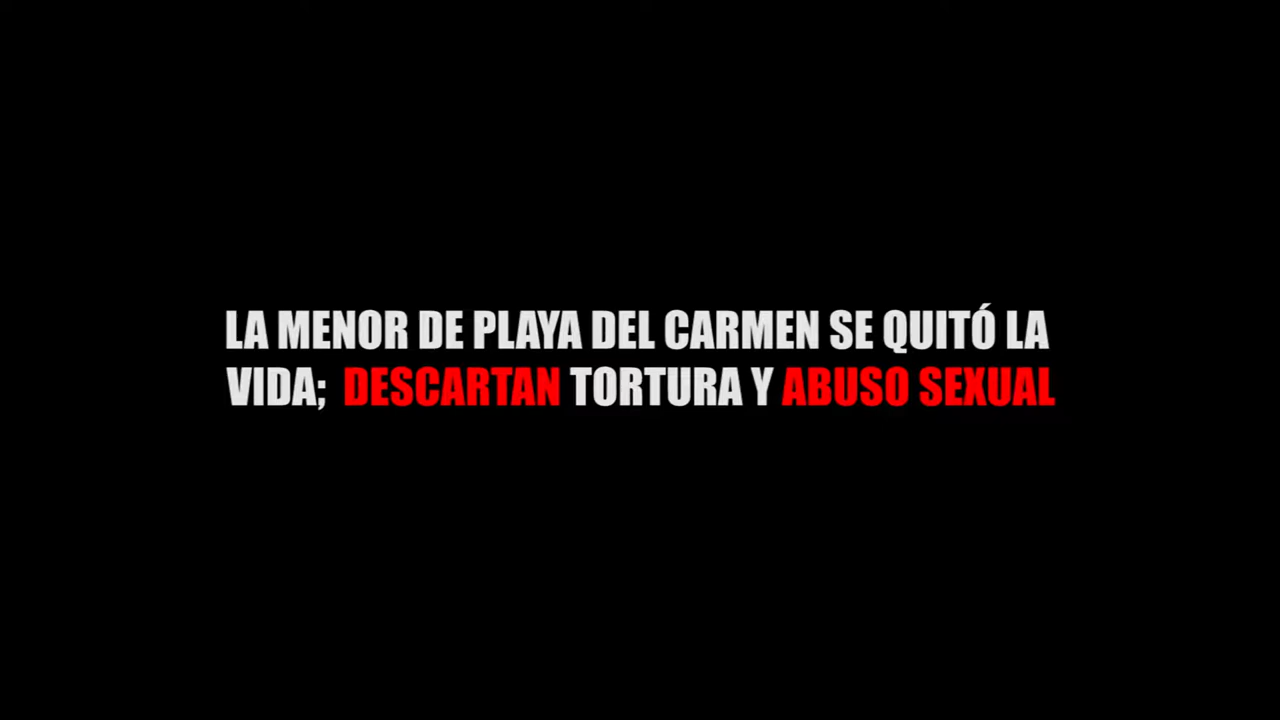 LA MENOR DE PLAYA DEL CARMEN SE QUITÓ LA
VIDA; DESCARTAN TORTURA Y ABUSO SEXUAL